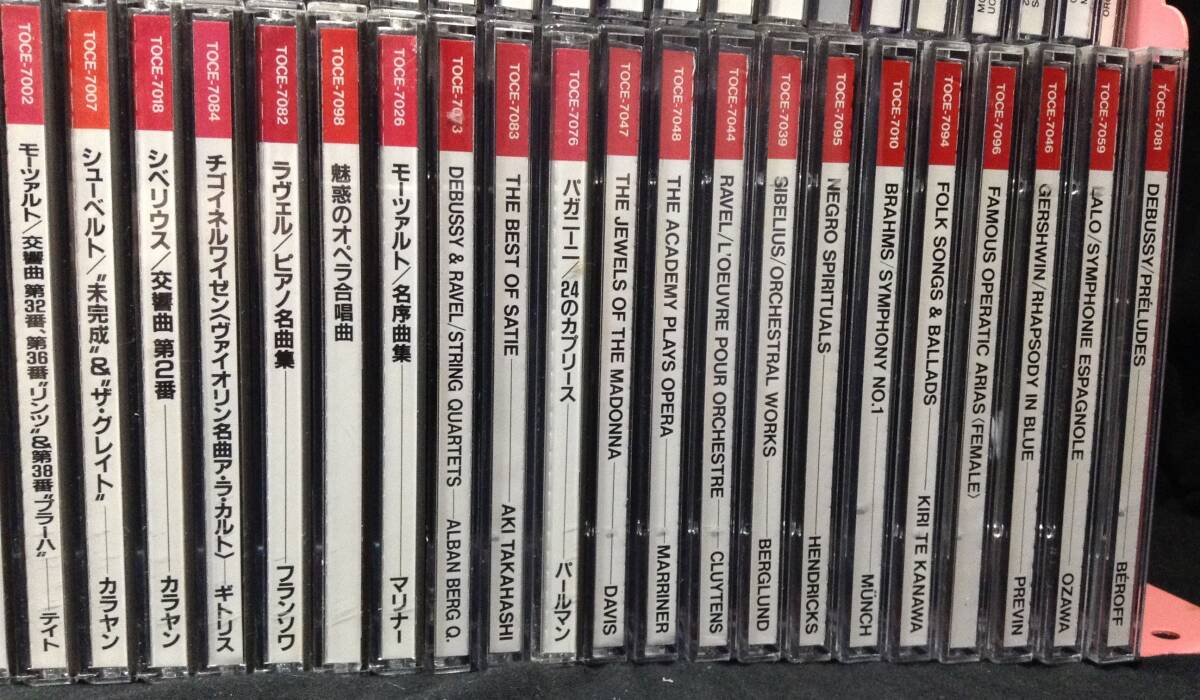 TOCE-7002 モーツァルト/交響曲 第32番、第36番“リンツ”&第38番“プラーハ” テイト
TOCE-7007 シューベルト/“未完成”&“ザ・グレイト” カラヤン
TOCE-7018 シベリウス/交響曲 第2番 カラヤン
TOCE-7084 チゴイネルワイゼン〈ヴァイオリン名曲ア・ラ・カルト〉 ギトリス
TOCE-7082 ラヴェル/ピアノ名曲集 フランソワ
TOCE-7098 魅惑のオペラ合唱曲
TOCE-7026 モーツァルト/名序曲集 マリナー
TOCE-7073 DEBUSSY & RAVEL/STRING QUARTETS ALBAN BERG Q.
TOCE-7083 THE BEST OF SATIE AKI TAKAHASHI
TOCE-7076 パガニーニ/24のカプリース パールマン
TOCE-7047 THE JEWELS OF THE MADONNA DAVIS
TOCE-7048 THE ACADEMY PLAYS OPERA MARRINER
TOCE-7044 RAVEL/L'OEUVRE POUR ORCHESTRE CLUYTENS
TOCE-7039 SIBELIUS/ORCHESTRAL WORKS BERGLUND
TOCE-7095 NEGRO SPIRITUALS HENDRICKS
TOCE-7010 BRAHMS/SYMPHONY NO.1 MÜNCH
TOCE-7094 FOLK SONGS & BALLADS KIRI TE KANAWA
TOCE-7096 FAMOUS OPERATIC ARIAS〈FEMALE〉
TOCE-7046 GERSHWIN/RHAPSODY IN BLUE PREVIN
TOCE-7059 LALO/SYMPHONIE ESPAGNOLE OZAWA
TOCE-7081 DEBUSSY/PRÉLUDES BÉROFF